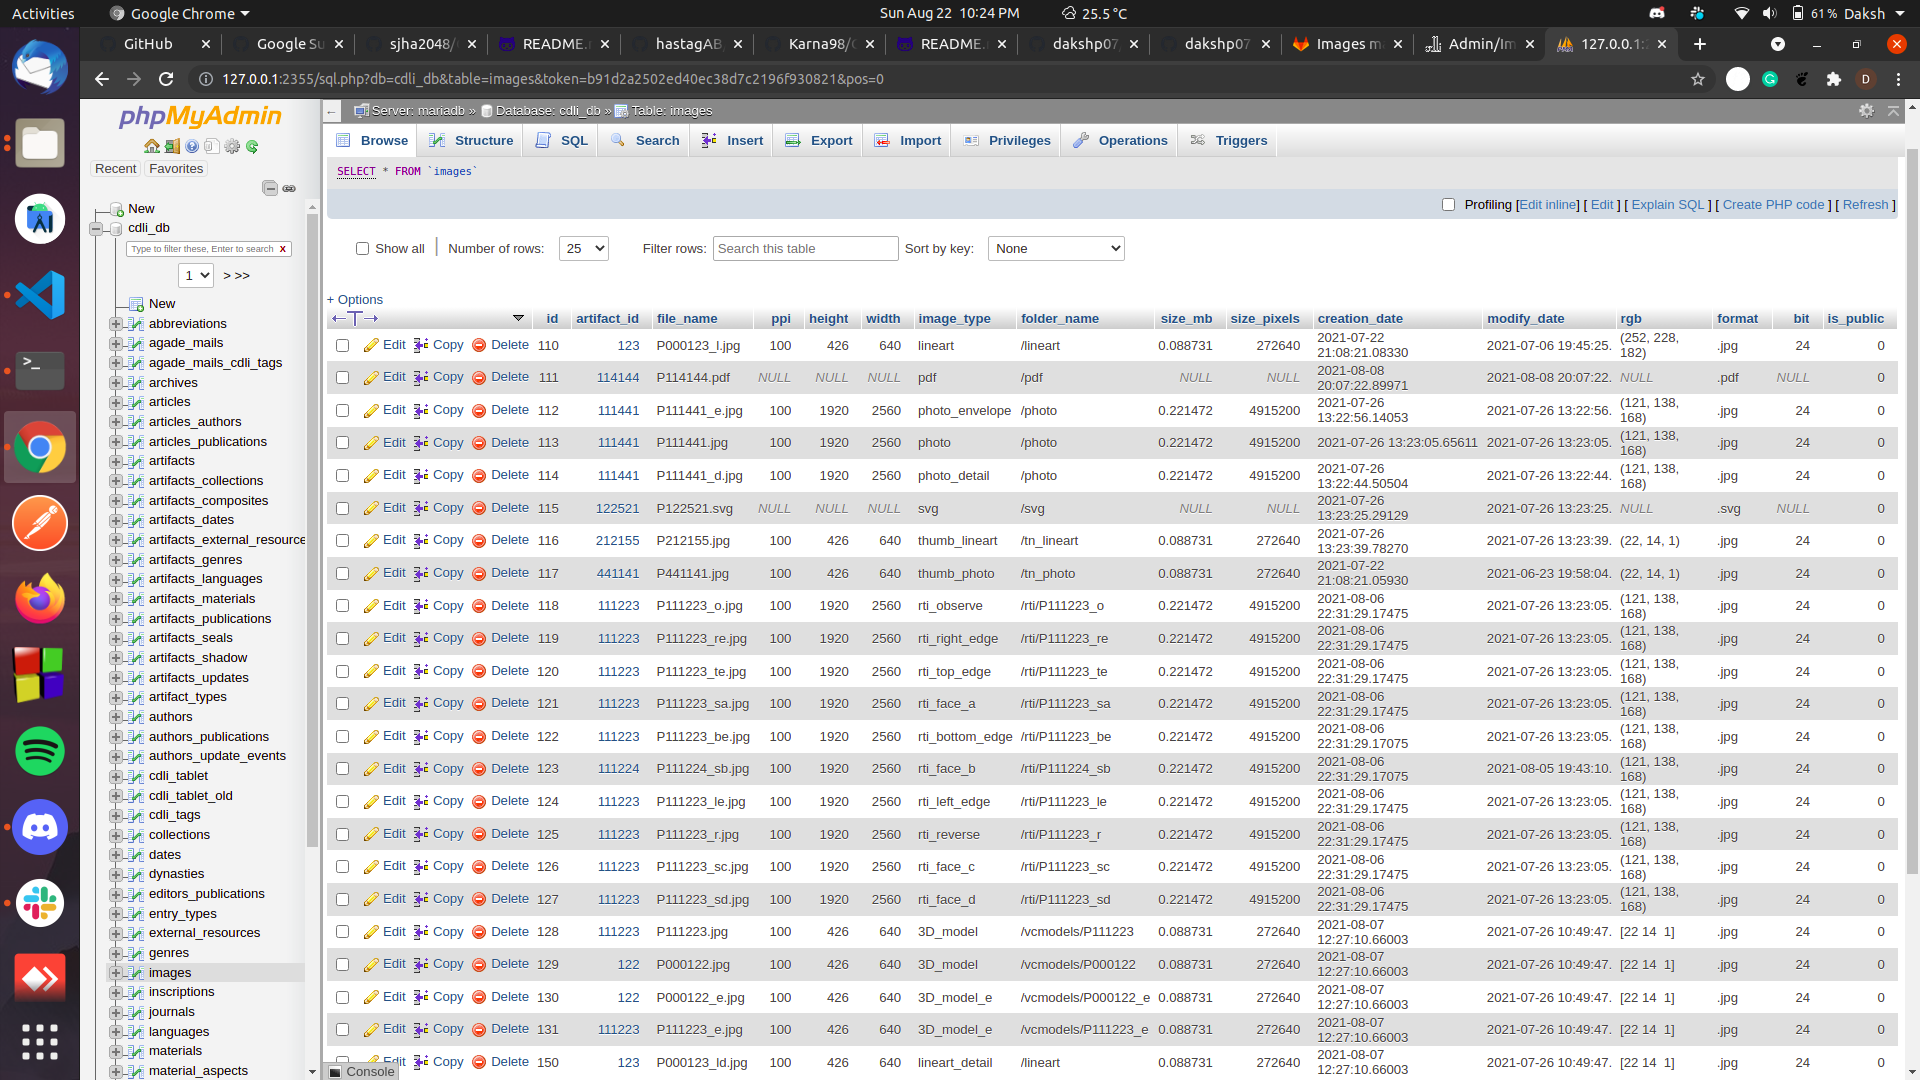 Activities Google Chrome Sun Aug 22 10:24 PM 25.5 °C 61 % Daksh
GitHub Google Su sjha2048/ README. hastagAB Karna98/ README. dakshp07 dakshp07 Images m Admin/Im 127.0.0.1:
127.0.0.1:2355/sql.php?db=cdli_db&table=images&token=b91d2a2502ed40ec38d7c2196f930821&pos=0
phpMyAdmin
Recent Favorites
New
cdli_db
Type to filter these, Enter to search X
1 > >>
New
abbreviations
agade_mails
agade_mails_cdli_tags
archives
articles
articles_authors
articles_publications
artifacts
artifacts_collections
artifacts_composites
artifacts_dates
artifacts_external_resource
artifacts_genres
artifacts_languages
artifacts_materials
artifacts_publications
artifacts_seals
artifacts_shadow
artifacts_updates
artifact_types
authors
authors_publications
authors_update_events
cdli_tablet
cdli_tablet_old
cdli_tags
collections
dates
dynasties
editors_publications
entry_types
external_resources
genres
images
inscriptions
journals
languages
materials
material_aspects
Server: mariadb » Database: cdli_db » Table: images
Browse Structure SQL Search Insert Export Import Privileges Operations Triggers
SELECT * FROM `images`
Profiling [Edit inline] [ Edit ] [ Explain SQL ] [ Create PHP code ] [ Refresh ]
Show all Number of rows: 25 Filter rows: Search this table Sort by key: None
+ Options
id artifact_id file_name ppi height width image_type folder_name size_mb size_pixels creation_date modify_date rgb format bit is_public
Edit Copy Delete 110 123 P000123_l.jpg 100 426 640 lineart /lineart 0.088731 272640 2021-07-22 21:08:21.08330 2021-07-06 19:45:25. (252, 228, 182) .jpg 24 0
Edit Copy Delete 111 114144 P114144.pdf NULL NULL NULL pdf /pdf NULL NULL 2021-08-08 20:07:22.89971 2021-08-08 20:07:22. NULL .pdf NULL 0
Edit Copy Delete 112 111441 P111441_e.jpg 100 1920 2560 photo_envelope /photo 0.221472 4915200 2021-07-26 13:22:56.14053 2021-07-26 13:22:56. (121, 138, 168) .jpg 24 0
Edit Copy Delete 113 111441 P111441.jpg 100 1920 2560 photo /photo 0.221472 4915200 2021-07-26 13:23:05.65611 2021-07-26 13:23:05. (121, 138, 168) .jpg 24 0
Edit Copy Delete 114 111441 P111441_d.jpg 100 1920 2560 photo_detail /photo 0.221472 4915200 2021-07-26 13:22:44.50504 2021-07-26 13:22:44. (121, 138, 168) .jpg 24 0
Edit Copy Delete 115 122521 P122521.svg NULL NULL NULL svg /svg NULL NULL 2021-07-26 13:23:25.29129 2021-07-26 13:23:25. NULL .svg NULL 0
Edit Copy Delete 116 212155 P212155.jpg 100 426 640 thumb_lineart /tn_lineart 0.088731 272640 2021-07-26 13:23:39.78270 2021-07-26 13:23:39. (22, 14, 1) .jpg 24 0
Edit Copy Delete 117 441141 P441141.jpg 100 426 640 thumb_photo /tn_photo 0.088731 272640 2021-07-22 21:08:21.05930 2021-06-23 19:58:04. (22, 14, 1) .jpg 24 0
Edit Copy Delete 118 111223 P111223_o.jpg 100 1920 2560 rti_observe /rti/P111223_o 0.221472 4915200 2021-08-06 22:31:29.17475 2021-07-26 13:23:05. (121, 138, 168) .jpg 24 0
Edit Copy Delete 119 111223 P111223_re.jpg 100 1920 2560 rti_right_edge /rti/P111223_re 0.221472 4915200 2021-08-06 22:31:29.17475 2021-07-26 13:23:05. (121, 138, 168) .jpg 24 0
Edit Copy Delete 120 111223 P111223_te.jpg 100 1920 2560 rti_top_edge /rti/P111223_te 0.221472 4915200 2021-08-06 22:31:29.17475 2021-07-26 13:23:05. (121, 138, 168) .jpg 24 0
Edit Copy Delete 121 111223 P111223_sa.jpg 100 1920 2560 rti_face_a /rti/P111223_sa 0.221472 4915200 2021-08-06 22:31:29.17475 2021-07-26 13:23:05. (121, 138, 168) .jpg 24 0
Edit Copy Delete 122 111223 P111223_be.jpg 100 1920 2560 rti_bottom_edge /rti/P111223_be 0.221472 4915200 2021-08-06 22:31:29.17075 2021-07-26 13:23:05. (121, 138, 168) .jpg 24 0
Edit Copy Delete 123 111224 P111224_sb.jpg 100 1920 2560 rti_face_b /rti/P111224_sb 0.221472 4915200 2021-08-06 22:31:29.17075 2021-08-05 19:43:10. (121, 138, 168) .jpg 24 0
Edit Copy Delete 124 111223 P111223_le.jpg 100 1920 2560 rti_left_edge /rti/P111223_le 0.221472 4915200 2021-08-06 22:31:29.17075 2021-07-26 13:23:05. (121, 138, 168) .jpg 24 0
Edit Copy Delete 125 111223 P111223_r.jpg 100 1920 2560 rti_reverse /rti/P111223_r 0.221472 4915200 2021-08-06 22:31:29.17475 2021-07-26 13:23:05. (121, 138, 168) .jpg 24 0
Edit Copy Delete 126 111223 P111223_sc.jpg 100 1920 2560 rti_face_c /rti/P111223_sc 0.221472 4915200 2021-08-06 22:31:29.17475 2021-07-26 13:23:05. (121, 138, 168) .jpg 24 0
Edit Copy Delete 127 111223 P111223_sd.jpg 100 1920 2560 rti_face_d /rti/P111223_sd 0.221472 4915200 2021-08-06 22:31:29.17475 2021-07-26 13:23:05. (121, 138, 168) .jpg 24 0
Edit Copy Delete 128 111223 P111223.jpg 100 426 640 3D_model /vcmodels/P111223 0.088731 272640 2021-08-07 12:27:10.66003 2021-07-26 10:49:47. [22 14 1] .jpg 24 0
Edit Copy Delete 129 122 P000122.jpg 100 426 640 3D_model /vcmodels/P000122 0.088731 272640 2021-08-07 12:27:10.66003 2021-07-26 10:49:47. [22 14 1] .jpg 24 0
Edit Copy Delete 130 122 P000122_e.jpg 100 426 640 3D_model_e /vcmodels/P000122_e 0.088731 272640 2021-08-07 12:27:10.66003 2021-07-26 10:49:47. [22 14 1] .jpg 24 0
Edit Copy Delete 131 111223 P111223_e.jpg 100 426 640 3D_model_e /vcmodels/P111223_e 0.088731 272640 2021-08-07 12:27:10.66003 2021-07-26 10:49:47. [22 14 1] .jpg 24 0
Edit Copy Delete 150 123 P000123_ld.jpg 100 426 640 lineart_detail /lineart 0.088731 272640 2021-08-07 12:27:10.66003 2021-07-26 10:49:47. [22 14 1] .jpg 24 0
Console